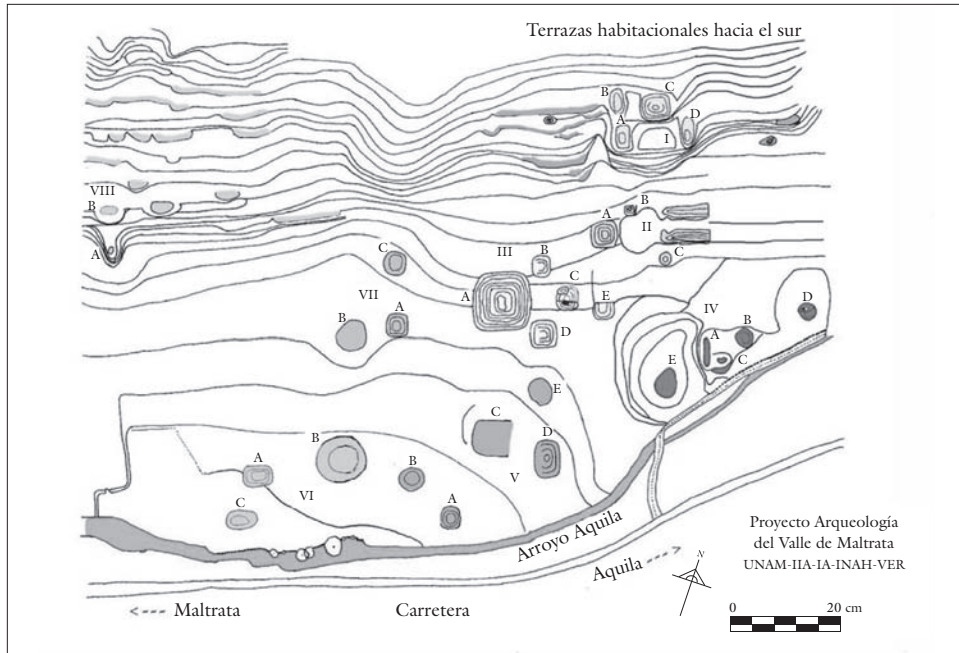 Terrazas habitacionales hacia el sur
B
C
A
I
D
VIII
B
A
A
B
II
C
III
C
B
A
C
E
D
VII
A
B
IV
A
B
C
D
E
E
C
D
V
B
B
A
A
VI
C
Arroyo Aquila
Aquila
Maltrata
Carretera
Proyecto Arqueología
del Valle de Maltrata
UNAM-IIA-IA-INAH-VER
N
0 20 cm